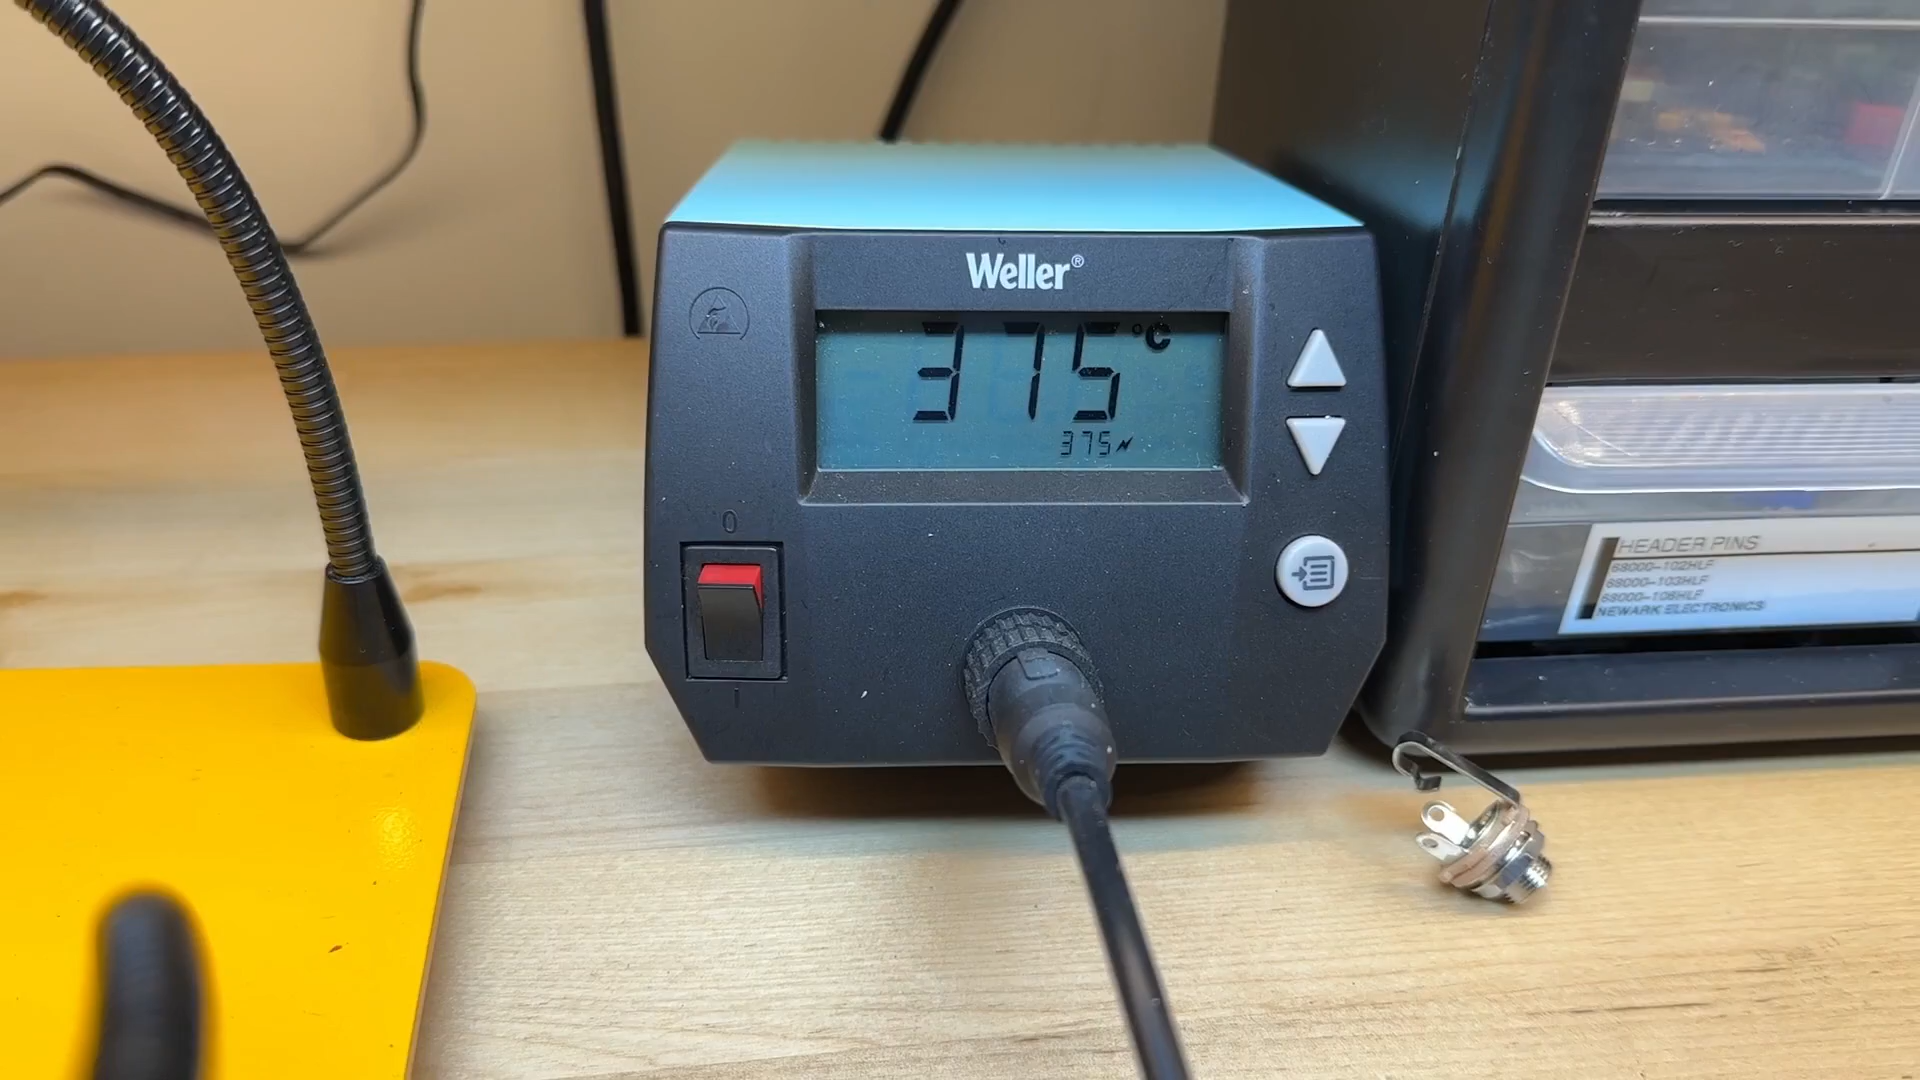 Weller®
375 °C
375
0
I
HEADER PINS
68000-102HLF
68000-103HLF
68000-106HLF
NEWARK ELECTRONICS